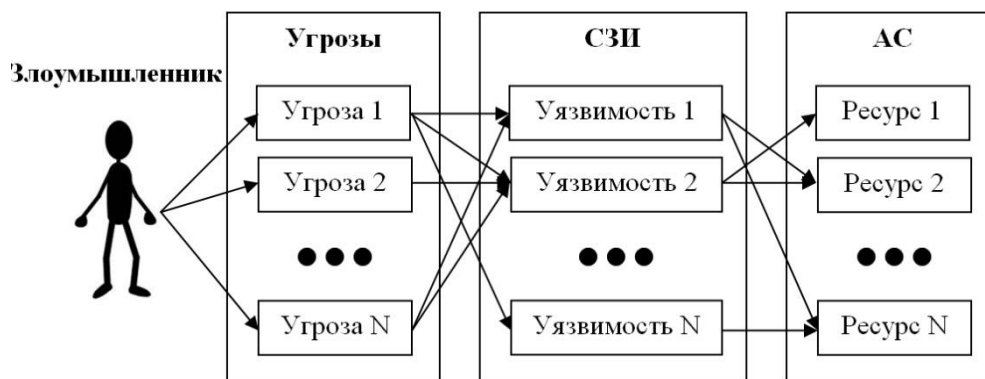 Злоумышленник
Угрозы
Угроза 1
Угроза 2
Угроза N
СЗИ
Уязвимость 1
Уязвимость 2
Уязвимость N
АС
Ресурс 1
Ресурс 2
Ресурс N